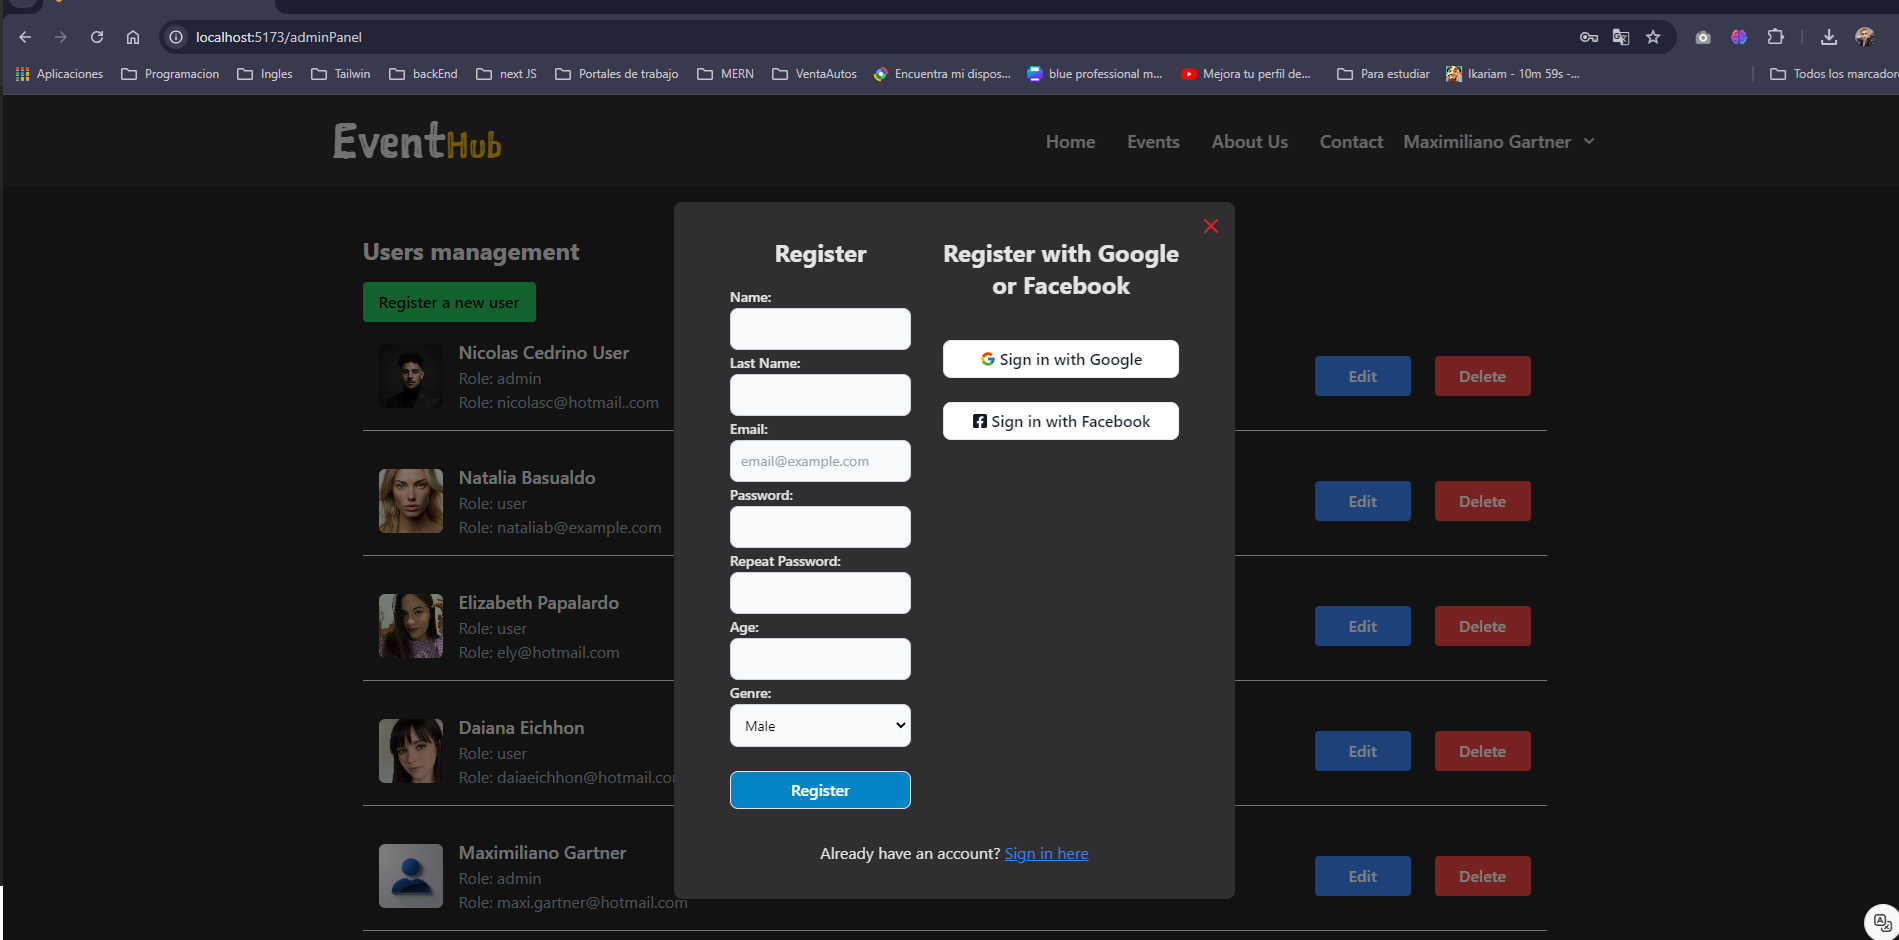 localhost:5173/adminPanel
Aplicaciones Programacion Ingles Tailwin backEnd next JS Portales de trabajo MERN VentaAutos Encuentra mi dispos... blue professional m... Mejora tu perfil de... Para estudiar Ikariam - 10m 59s -... Todos los marcador
EventHub
Home Events About Us Contact Maximiliano Gartner
Users management
Register a new user
Nicolas Cedrino User
Role: admin
Role: nicolasc@hotmail..com
Edit Delete
Natalia Basualdo
Role: user
Role: nataliab@example.com
Edit Delete
Elizabeth Papalardo
Role: user
Role: ely@hotmail.com
Edit Delete
Daiana Eichhon
Role: user
Role: daiaeichhon@hotmail.co
Edit Delete
Maximiliano Gartner
Role: admin
Role: maxi.gartner@hotmail.com
Edit Delete
Register
Name:
Last Name:
Email:
email@example.com
Password:
Repeat Password:
Age:
Genre:
Male
Register
Register with Google
or Facebook
Sign in with Google
Sign in with Facebook
Already have an account? Sign in here